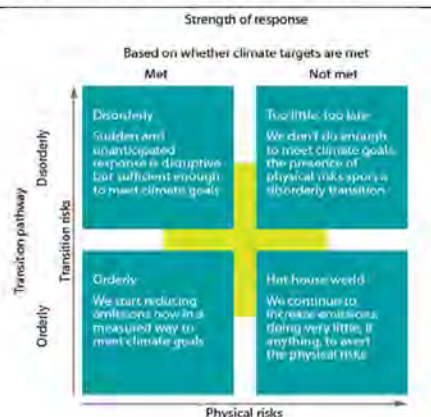 Strength of response
Based on whether climate targets are met
Met
Not met
Transition pathway
Disorderly
Orderly
Transition risks
Disorderly
Sudden and
unanticipated
response is disruptive
but sufficient enough
to meet climate goals
Too little, too late
We don't do enough
to meet climate goals,
the presence of
physical risks spurs a
disorderly transition
Orderly
We start reducing
emissions now in a
measured way to
meet climate goals
Hot house world
We continue to
increase emissions,
doing very little, if
anything, to avert
the physical risks
Physical risks